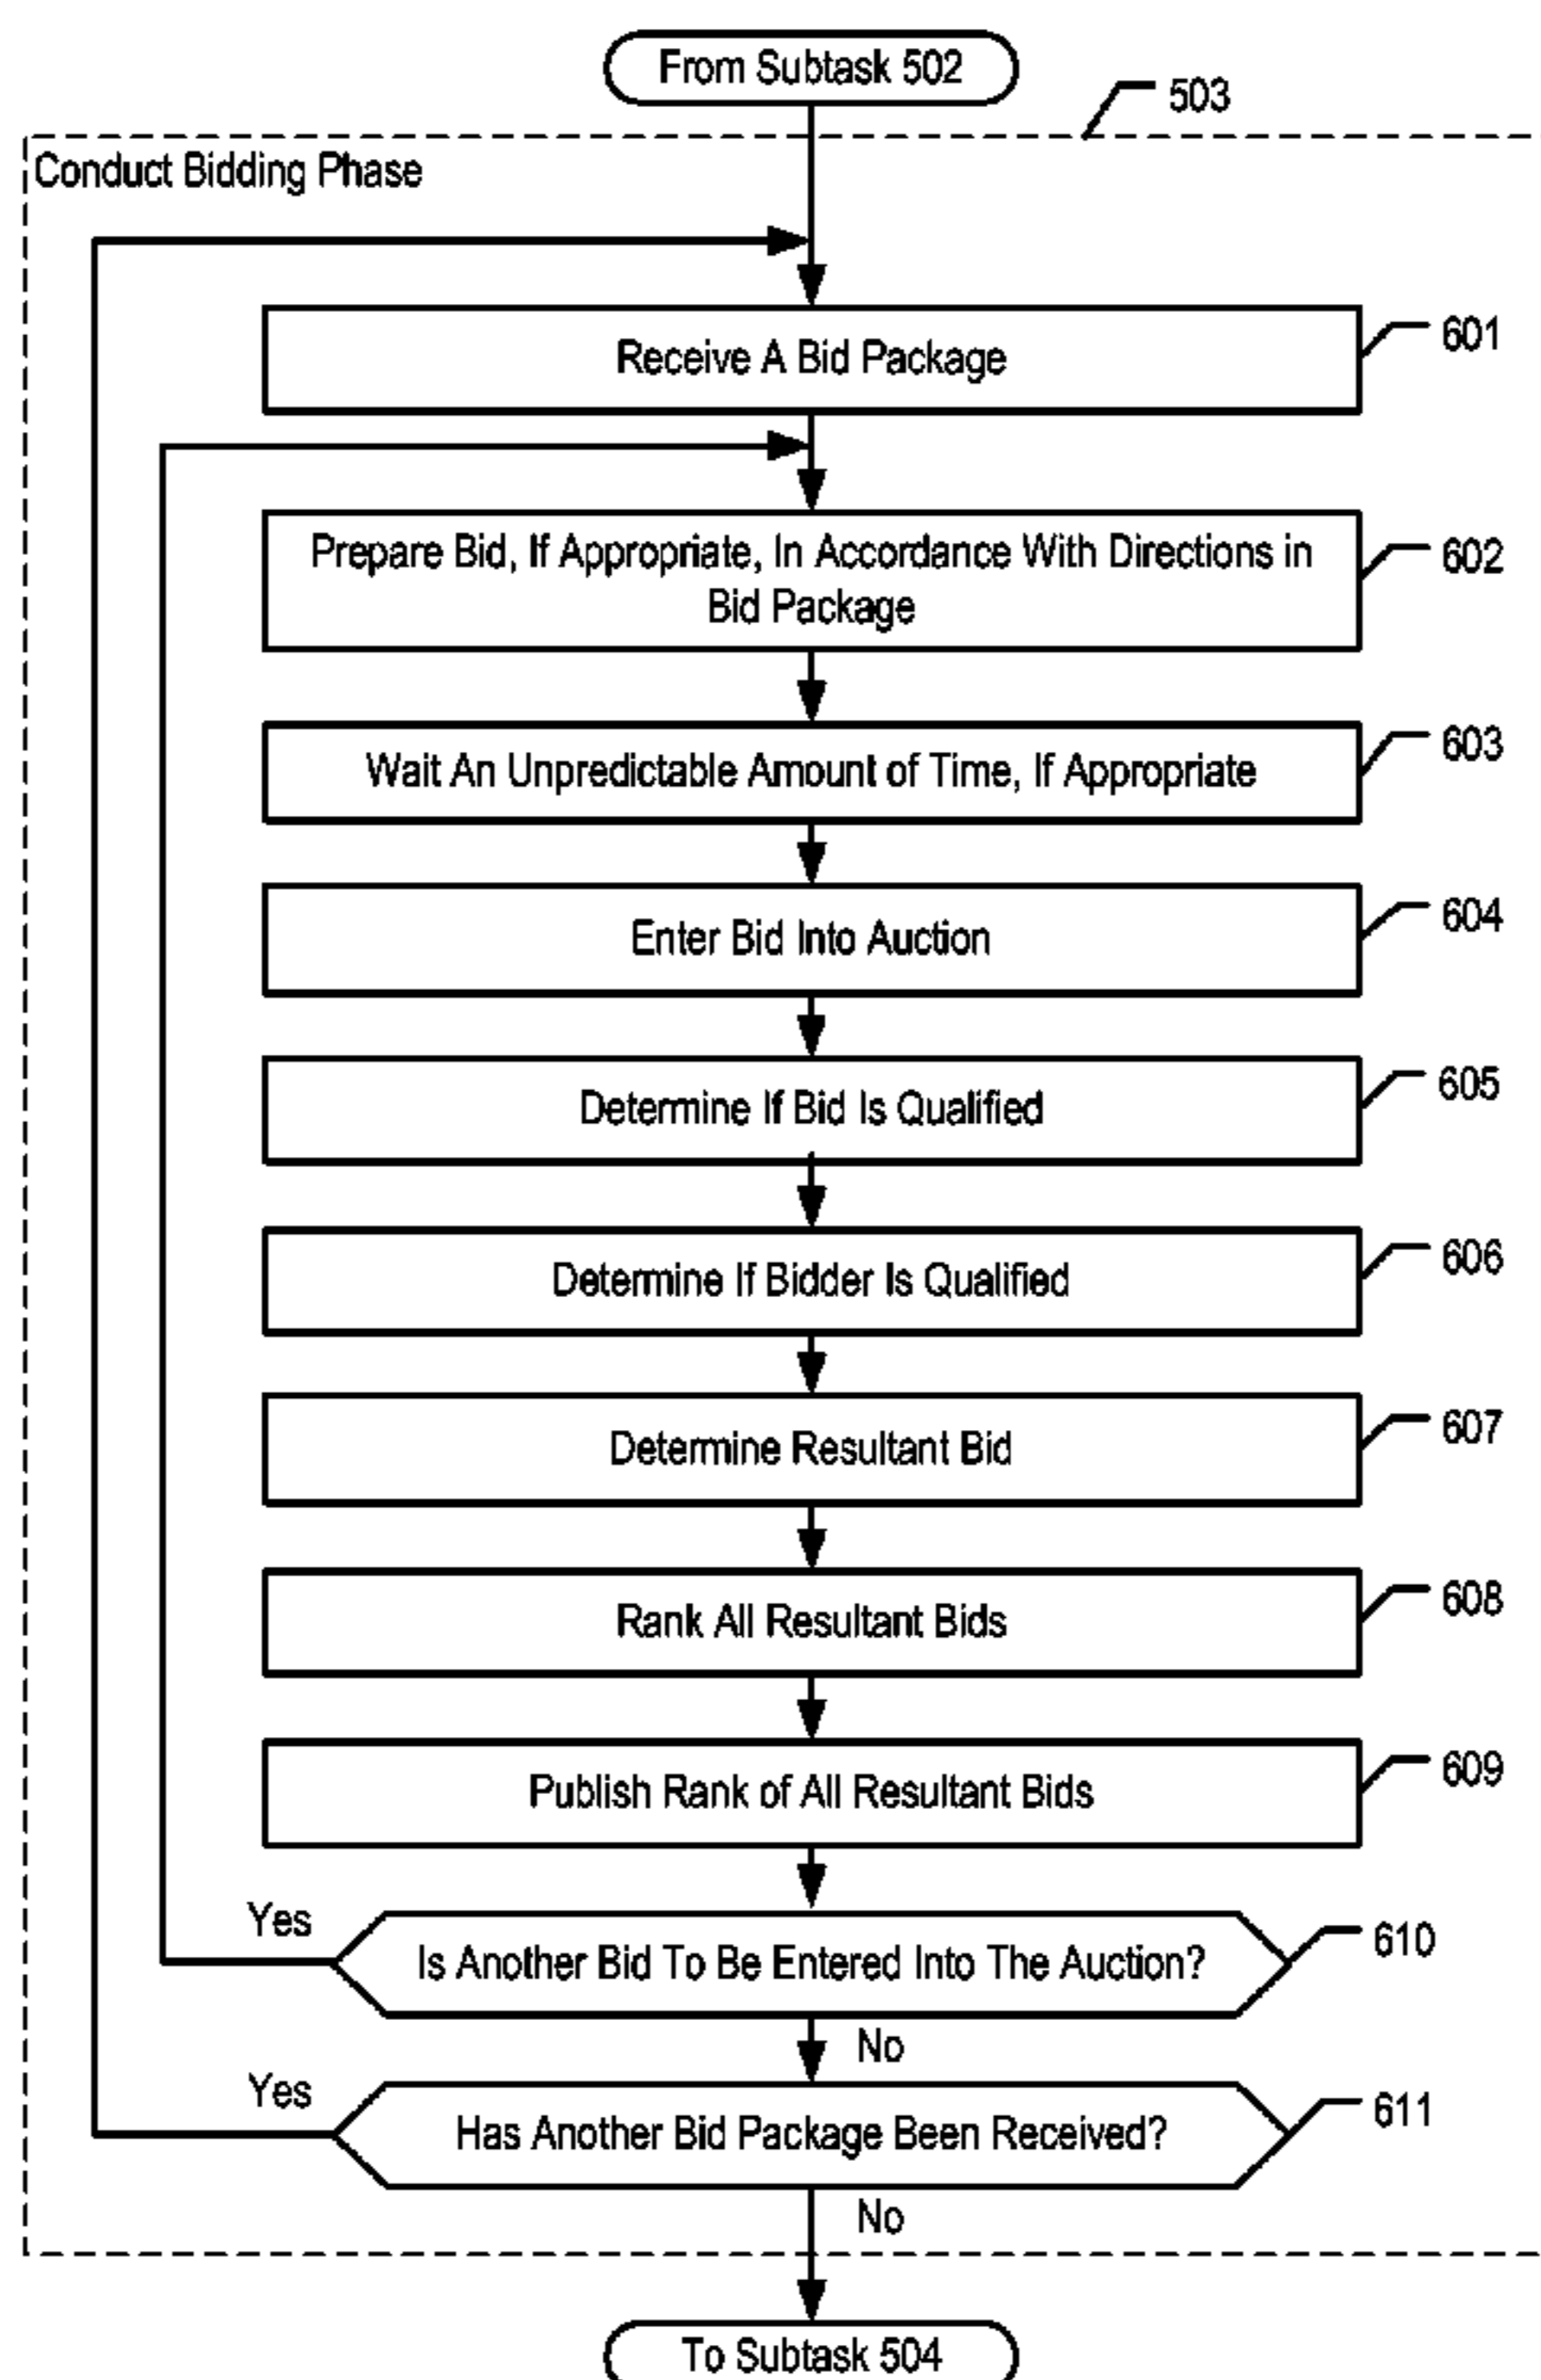 From Subtask 502
503
Conduct Bidding Phase
Receive A Bid Package
601
Prepare Bid, If Appropriate, In Accordance With Directions in
Bid Package
602
Wait An Unpredictable Amount of Time, If Appropriate
603
Enter Bid Into Auction
604
Determine If Bid Is Qualified
605
Determine If Bidder Is Qualified
606
Determine Resultant Bid
607
Rank All Resultant Bids
608
Publish Rank of All Resultant Bids
609
Yes
Is Another Bid To Be Entered Into The Auction?
610
No
Yes
Has Another Bid Package Been Received?
611
No
To Subtask 504